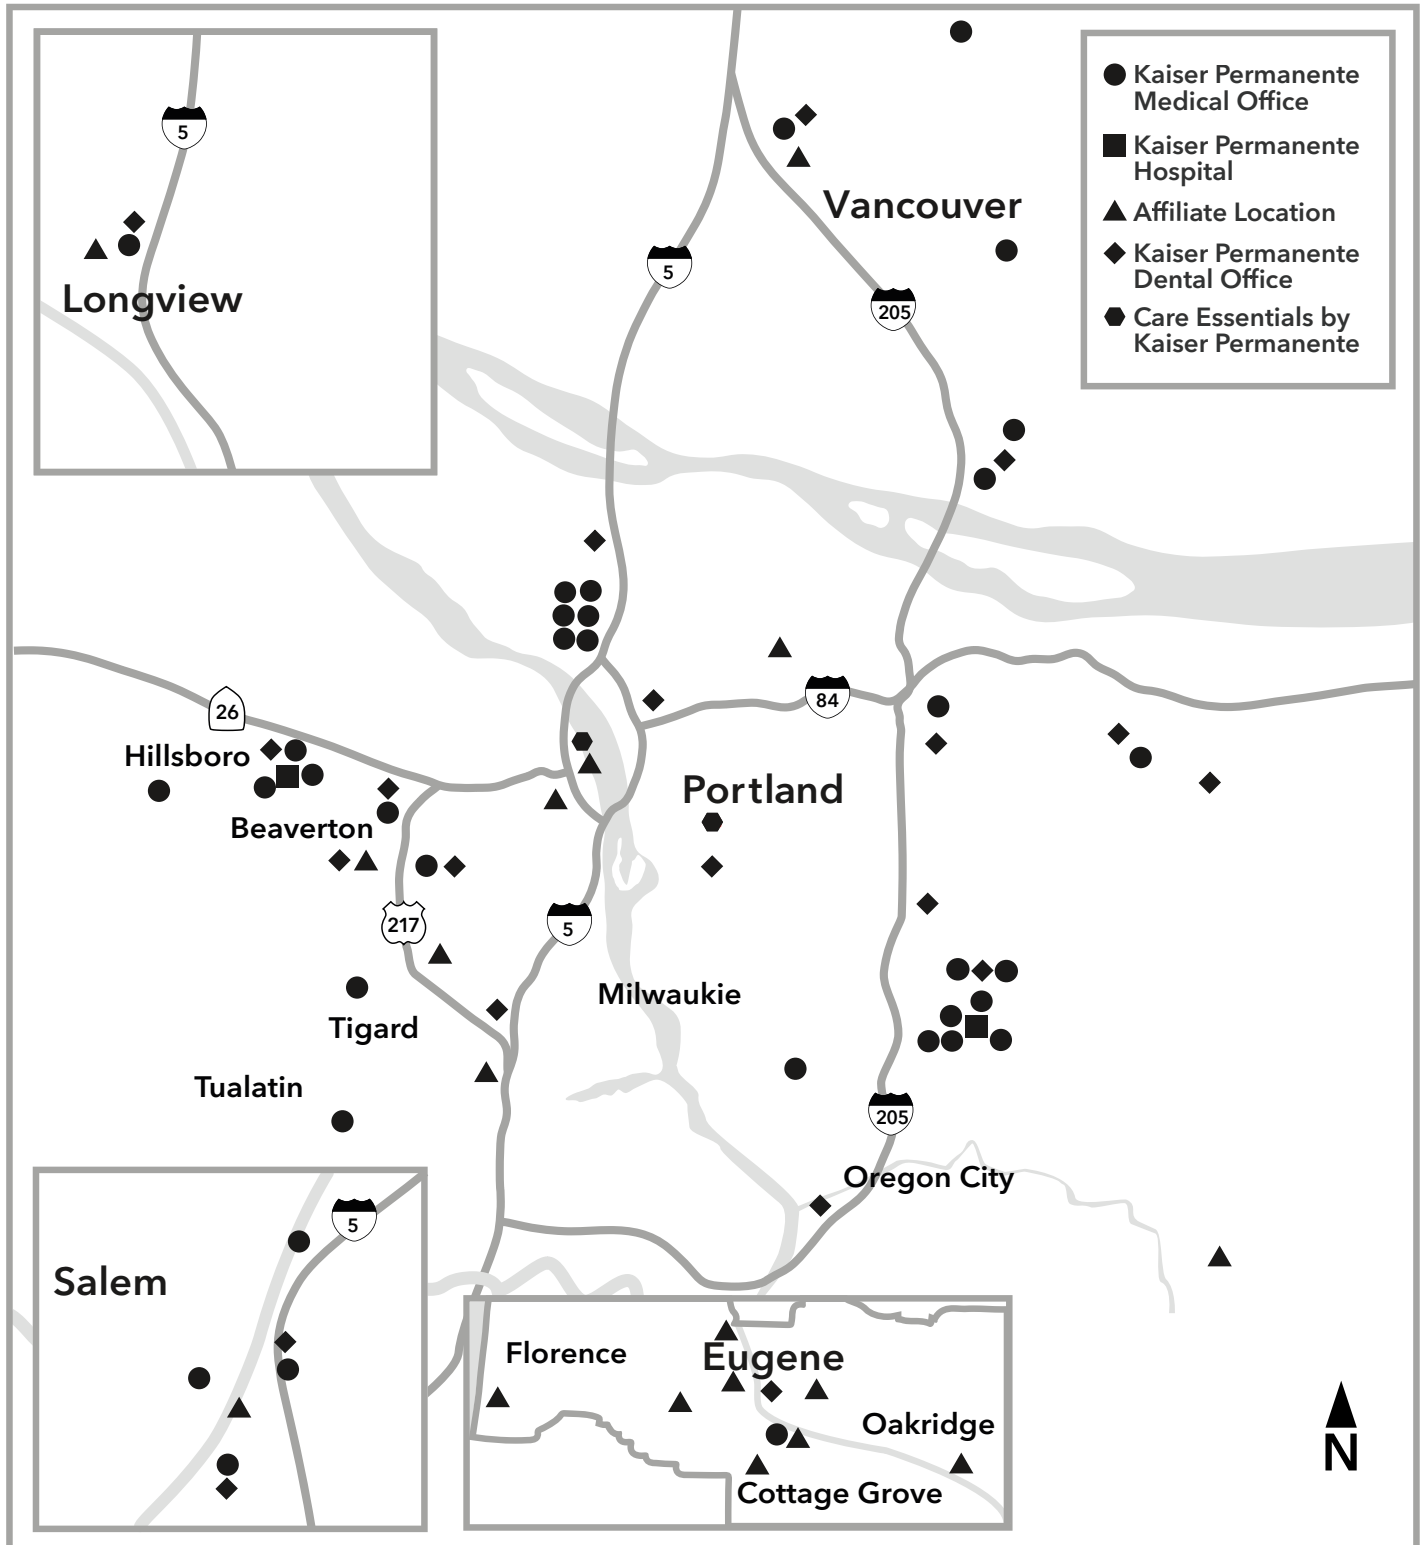 5
Longview
Vancouver
5
205
Kaiser Permanente
Medical Office
Kaiser Permanente
Hospital
Affiliate Location
Kaiser Permanente
Dental Office
Care Essentials by
Kaiser Permanente
26
84
Hillsboro
Portland
Beaverton
217
5
Milwaukie
Tigard
Tualatin
205
Oregon City
5
Salem
Florence
Eugene
Oakridge
Cottage Grove
N